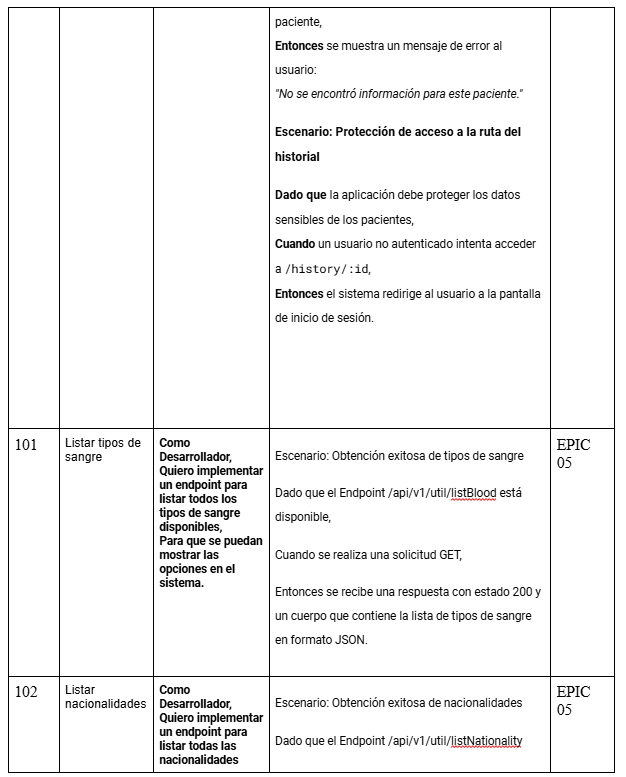 paciente,
Entonces se muestra un mensaje de error al
usuario:
"No se encontró información para este paciente."
Escenario: Protección de acceso a la ruta del
historial
Dado que la aplicación debe proteger los datos
sensibles de los pacientes,
Cuando un usuario no autenticado intenta acceder
a /history/:id,
Entonces el sistema redirige al usuario a la pantalla
de inicio de sesión.
101
Listar tipos de
sangre
Como
Desarrollador,
Quiero implementar
un endpoint para
listar todos los
tipos de sangre
disponibles,
Para que se puedan
mostrar las
opciones en el
sistema.
Escenario: Obtención exitosa de tipos de sangre
Dado que el Endpoint /api/v1/util/listBlood está
disponible,
Cuando se realiza una solicitud GET,
Entonces se recibe una respuesta con estado 200 y
un cuerpo que contiene la lista de tipos de sangre
en formato JSON.
EPIC
05
102
Listar
nacionalidades
Como
Desarrollador,
Quiero implementar
un endpoint para
listar todas las
nacionalidades
Escenario: Obtención exitosa de nacionalidades
Dado que el Endpoint /api/v1/util/listNationality
EPIC
05